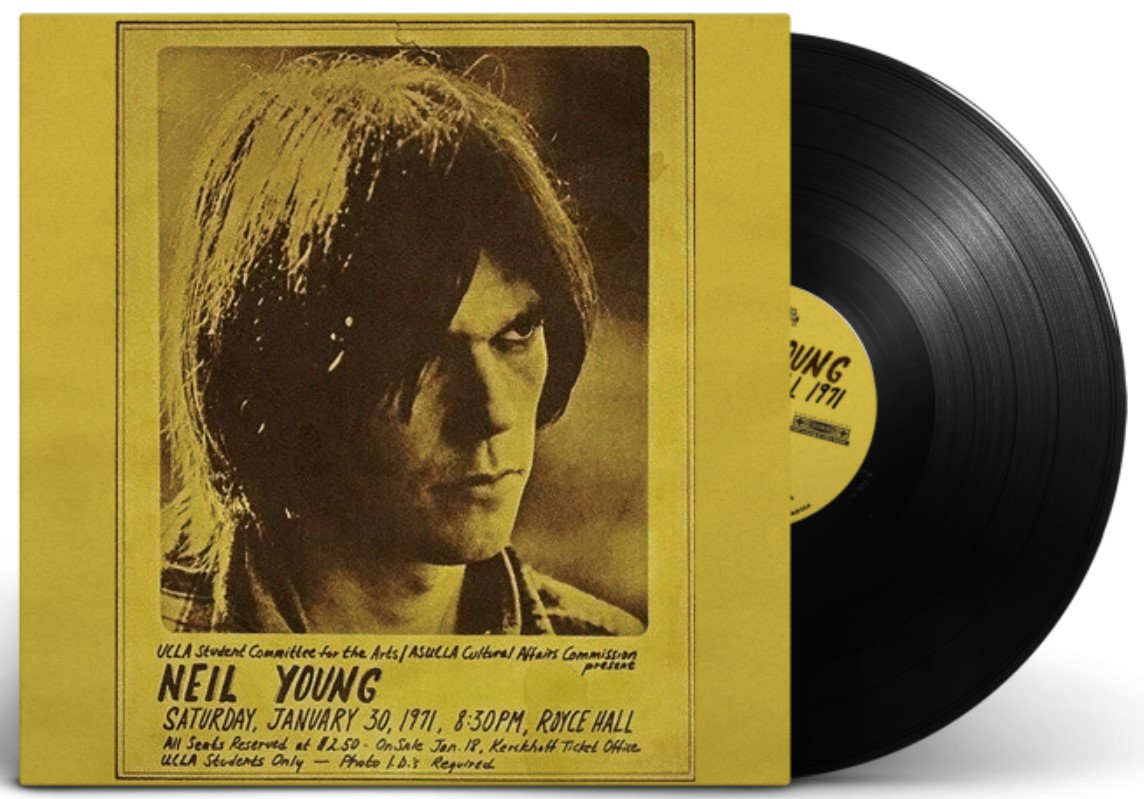 UCLA Student Committee for the Arts/ASUCLA Cultural Affairs Commission
present
NEIL YOUNG
SATURDAY, JANUARY 30, 1971, 8:30PM, ROYCE HALL
All Seats Reserved at $2.50 - On Sale Jan. 18, Kerckhoff Ticket Office
UCLA Students Only — Photo I.D.'s Required
OUNG
L 1971